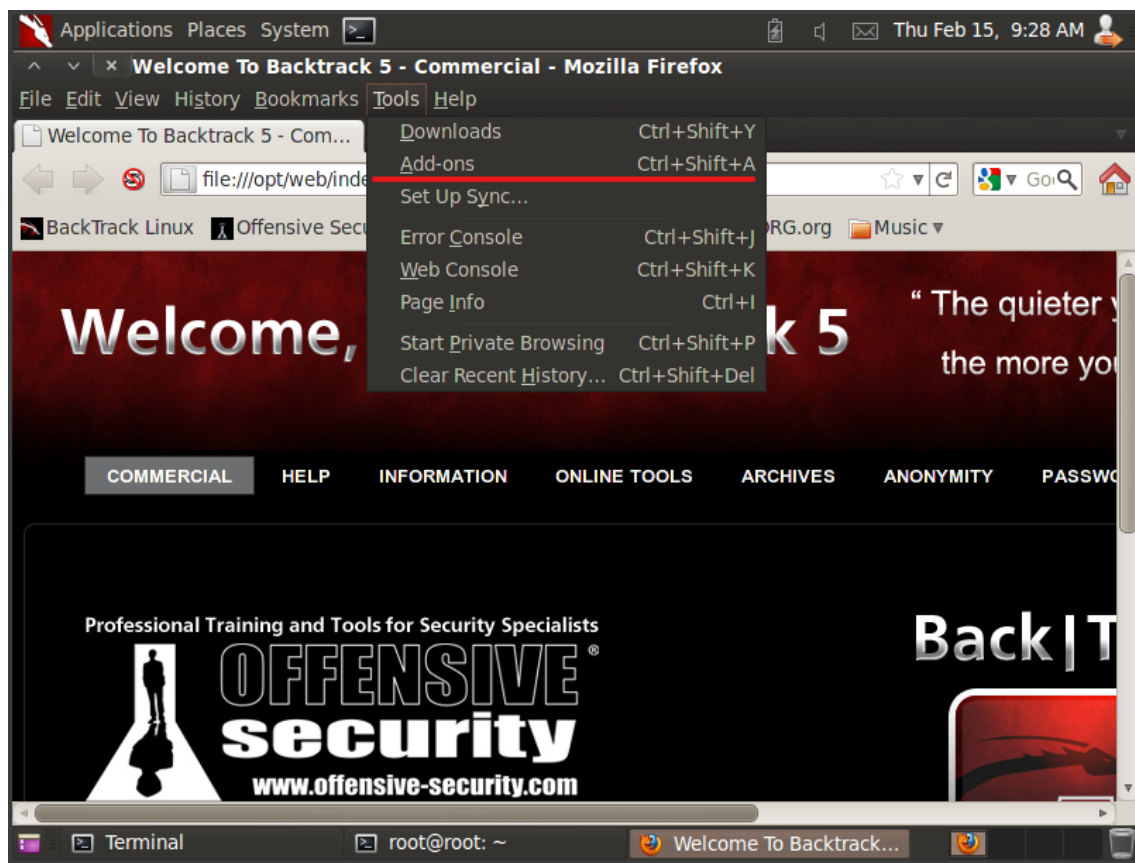 Applications Places System Thu Feb 15, 9:28 AM
Welcome To Backtrack 5 - Commercial - Mozilla Firefox
File Edit View History Bookmarks Tools Help
Welcome To Backtrack 5 - Com...
Downloads Ctrl+Shift+Y
Add-ons Ctrl+Shift+A
Set Up Sync...
Error Console Ctrl+Shift+J
Web Console Ctrl+Shift+K
Page Info Ctrl+I
Start Private Browsing Ctrl+Shift+P
Clear Recent History... Ctrl+Shift+Del
file:///opt/web/inde
BackTrack Linux Offensive Secu RG.org Music
Welcome, k 5
“ The quieter y
the more you
COMMERCIAL HELP INFORMATION ONLINE TOOLS ARCHIVES ANONYMITY PASSWO
Professional Training and Tools for Security Specialists
OFFENSIVE ®
security
www.offensive-security.com
Back|T
Terminal root@root: ~ Welcome To Backtrack...